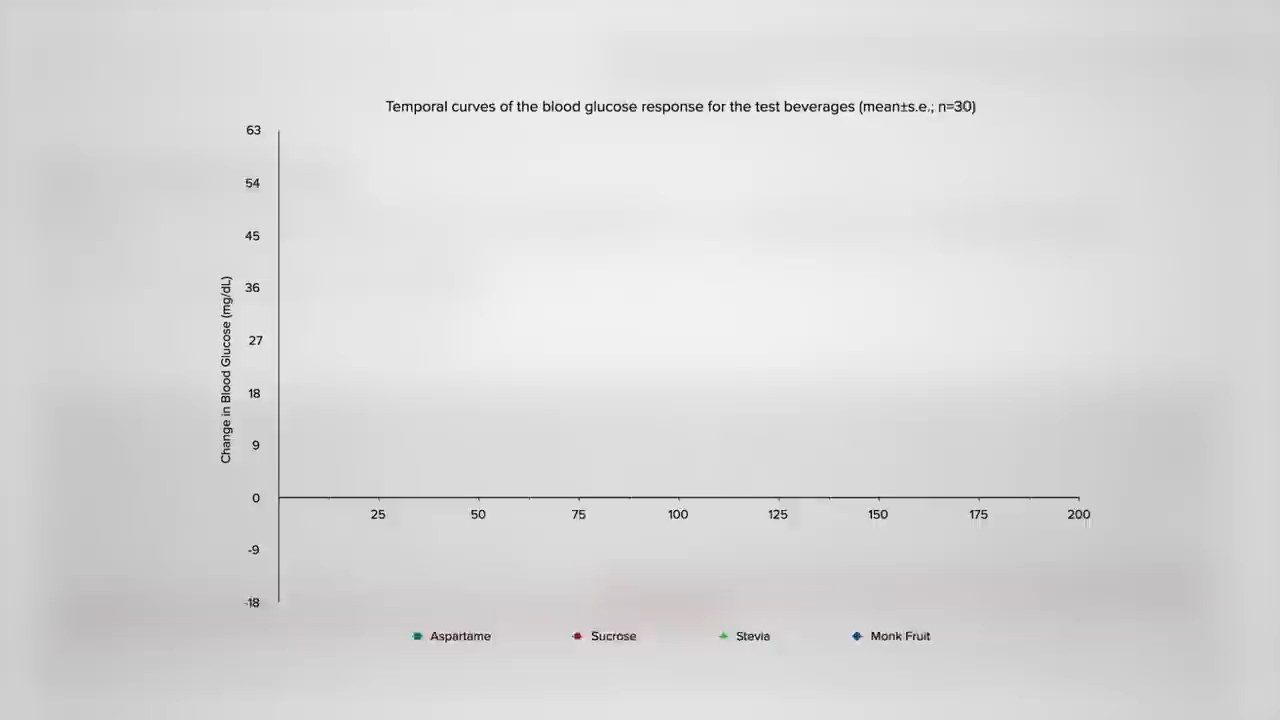 Temporal curves of the blood glucose response for the test beverages (mean±s.e.; n=30)
63
54
45
36
27
18
9
0
-9
-18
Change in Blood Glucose (mg/dL)
25 50 75 100 125 150 175 200
Aspartame Sucrose Stevia Monk Fruit